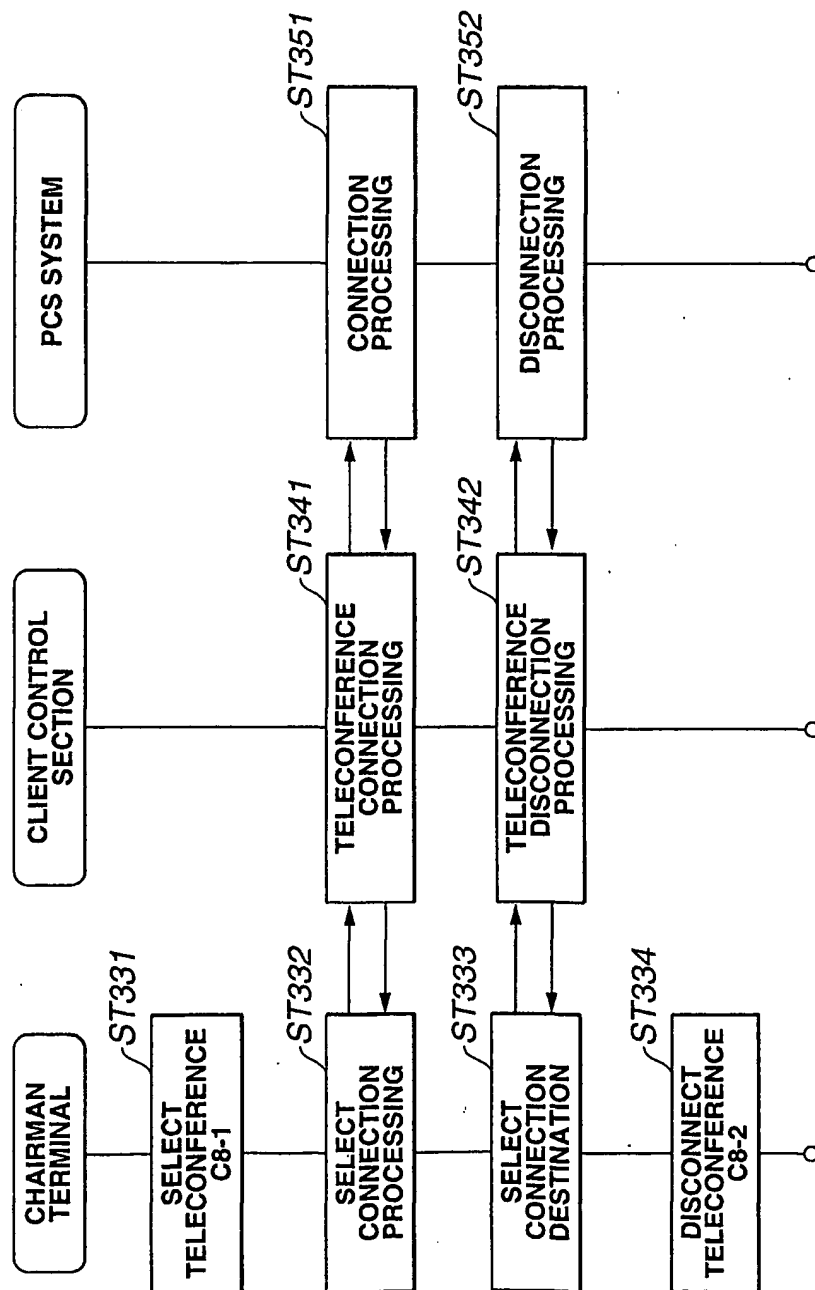 CHAIRMAN
TERMINAL
ST331
SELECT
TELECONFERENCE
C8-1
ST332
SELECT
CONNECTION
PROCESSING
ST333
SELECT
CONNECTION
DESTINATION
ST334
DISCONNECT
TELECONFERENCE
C8-2
CLIENT CONTROL
SECTION
ST341
TELECONFERENCE
CONNECTION
PROCESSING
ST342
TELECONFERENCE
DISCONNECTION
PROCESSING
PCS SYSTEM
ST351
CONNECTION
PROCESSING
ST352
DISCONNECTION
PROCESSING